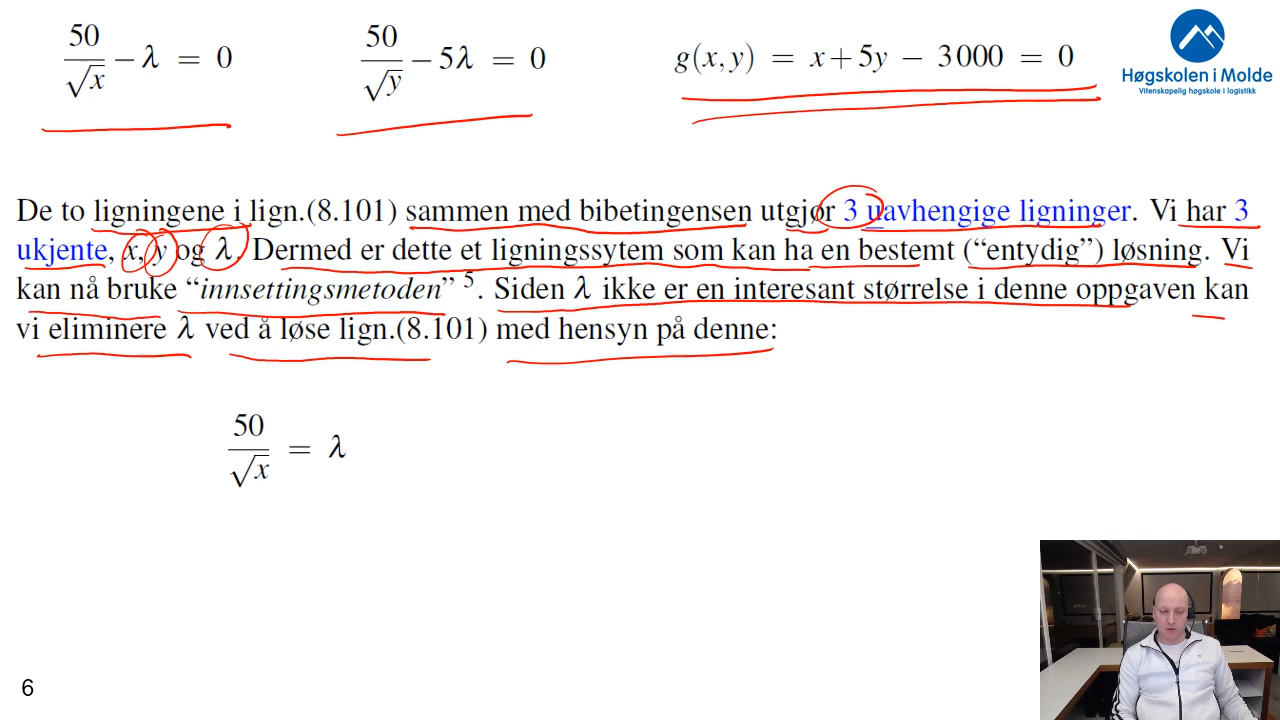 50/√x − λ = 0    50/√y − 5λ = 0    g(x,y) = x+5y − 3000 = 0
Høgskolen i Molde
Vitenskapelig høgskole i logistikk
De to ligningene i lign.(8.101) sammen med bibetingensen utgjør 3 uavhengige ligninger. Vi har 3
ukjente, x, y og λ. Dermed er dette et ligningssytem som kan ha en bestemt (“entydig”) løsning. Vi
kan nå bruke “innsettingsmetoden” ⁵. Siden λ ikke er en interesant størrelse i denne oppgaven kan
vi eliminere λ ved å løse lign.(8.101) med hensyn på denne:
50/√x = λ
6